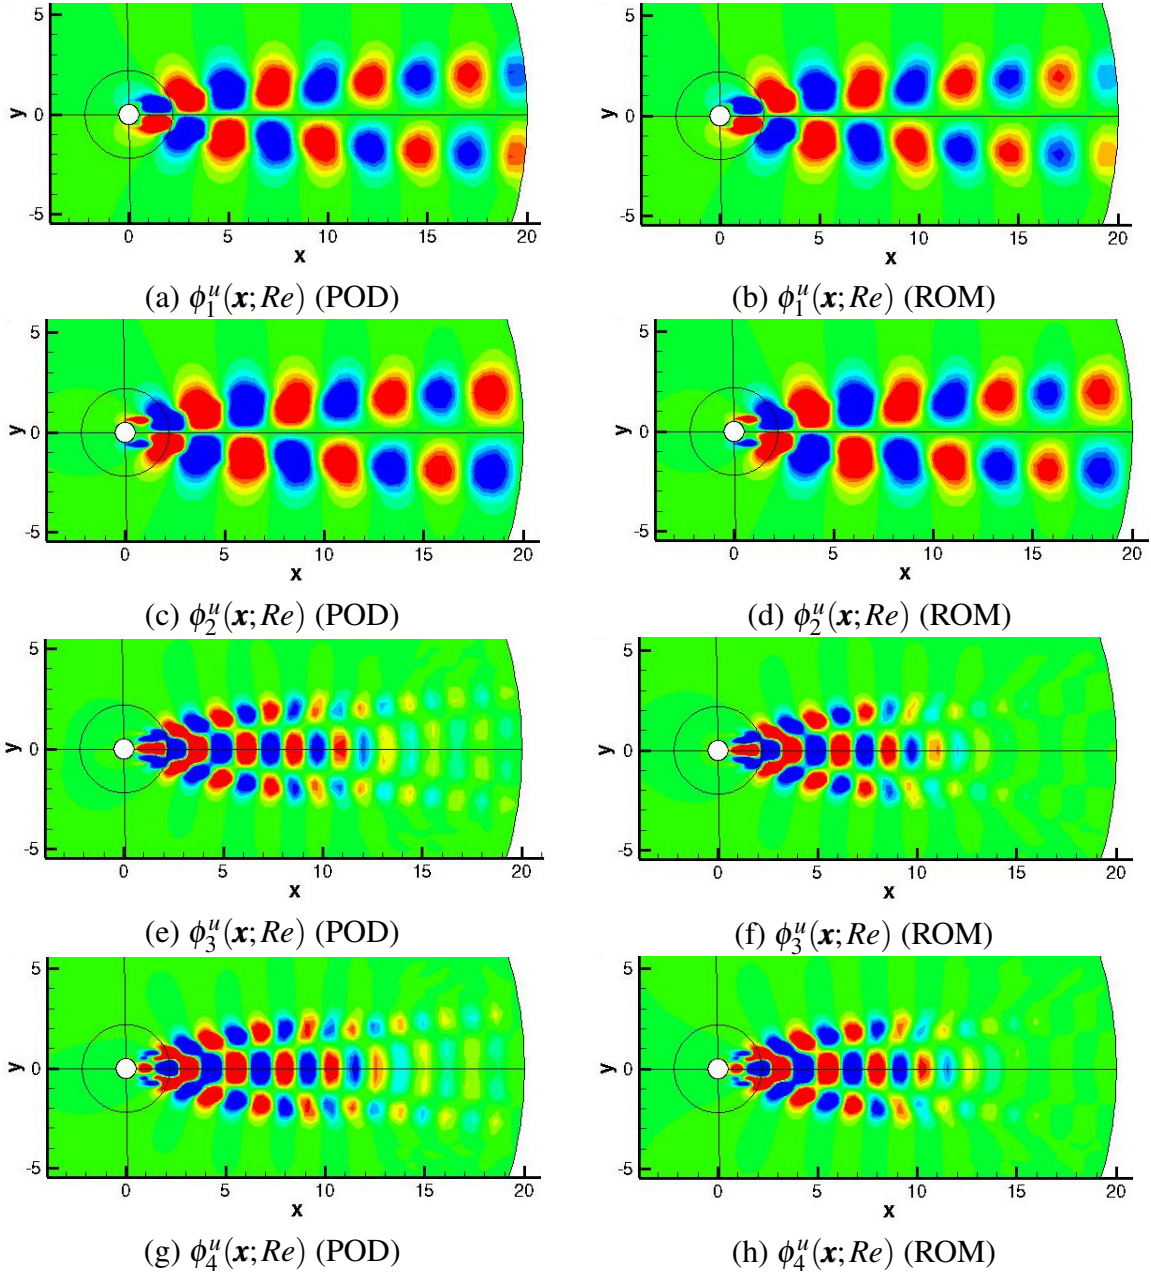 5
0
-5
y
0 5 10 15 20
x
5
0
-5
y
0 5 10 15 20
x
(a) ϕ₁ᵘ(x; Re) (POD)
(b) ϕ₁ᵘ(x; Re) (ROM)
5
0
-5
y
0 5 10 15 20
x
5
0
-5
y
0 5 10 15 20
x
(c) ϕ₂ᵘ(x; Re) (POD)
(d) ϕ₂ᵘ(x; Re) (ROM)
5
0
-5
y
0 5 10 15 20
x
5
0
-5
y
0 5 10 15 20
x
(e) ϕ₃ᵘ(x; Re) (POD)
(f) ϕ₃ᵘ(x; Re) (ROM)
5
0
-5
y
0 5 10 15 20
x
5
0
-5
y
0 5 10 15 20
x
(g) ϕ₄ᵘ(x; Re) (POD)
(h) ϕ₄ᵘ(x; Re) (ROM)